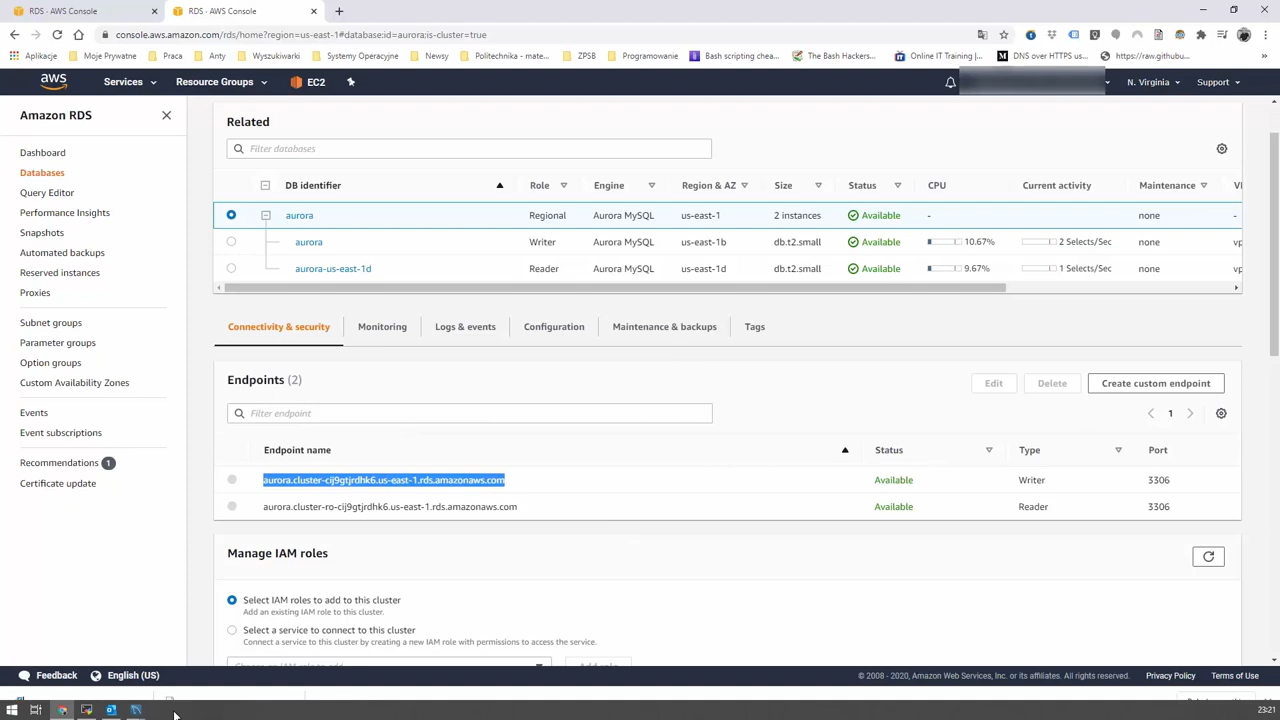 RDS - AWS Console
RDS - AWS Console
console.aws.amazon.com/rds/home?region=us-east-1#database:id=aurora;is-cluster=true
Aplikacje
Moje Prywatne
Praca
Anty
Wyszukiwarki
Systemy Operacyjne
Newsy
Politechnika...
ZPSB
Programowanie
Bash scripting chea...
The Bash Hackers...
Online IT Training |...
DNS over HTTPS us...
https://raw.githubu...
aws
Services
Resource Groups
EC2
N. Virginia
Support
Amazon RDS
Dashboard
Databases
Query Editor
Performance Insights
Snapshots
Automated backups
Reserved instances
Proxies
Subnet groups
Parameter groups
Option groups
Custom Availability Zones
Events
Event subscriptions
Recommendations 1
Certificate update
Related
Filter databases
DB identifier Role Engine Region & AZ Size Status CPU Current activity Maintenance
aurora Regional Aurora MySQL us-east-1 2 instances Available - none -
aurora Writer Aurora MySQL us-east-1b db.t2.small Available 10.67% 2 Selects/Sec none
aurora-us-east-1d Reader Aurora MySQL us-east-1d db.t2.small Available 9.67% 1 Selects/Sec none
Connectivity & security Monitoring Logs & events Configuration Maintenance & backups Tags
Endpoints (2)
Edit Delete Create custom endpoint
Filter endpoint
1
Endpoint name Status Type Port
aurora.cluster-cij9gtjrdhk6.us-east-1.rds.amazonaws.com Available Writer 3306
aurora.cluster-ro-cij9gtjrdhk6.us-east-1.rds.amazonaws.com Available Reader 3306
Manage IAM roles
Select IAM roles to add to this cluster
Add an existing IAM role to this cluster.
Select a service to connect to this cluster
Connect a service to this cluster by creating a new IAM role with permissions to access the service.
Feedback
English (US)
© 2008 - 2020, Amazon Web Services, Inc. or its affiliates. All rights reserved.
Privacy Policy
Terms of Use
23:21